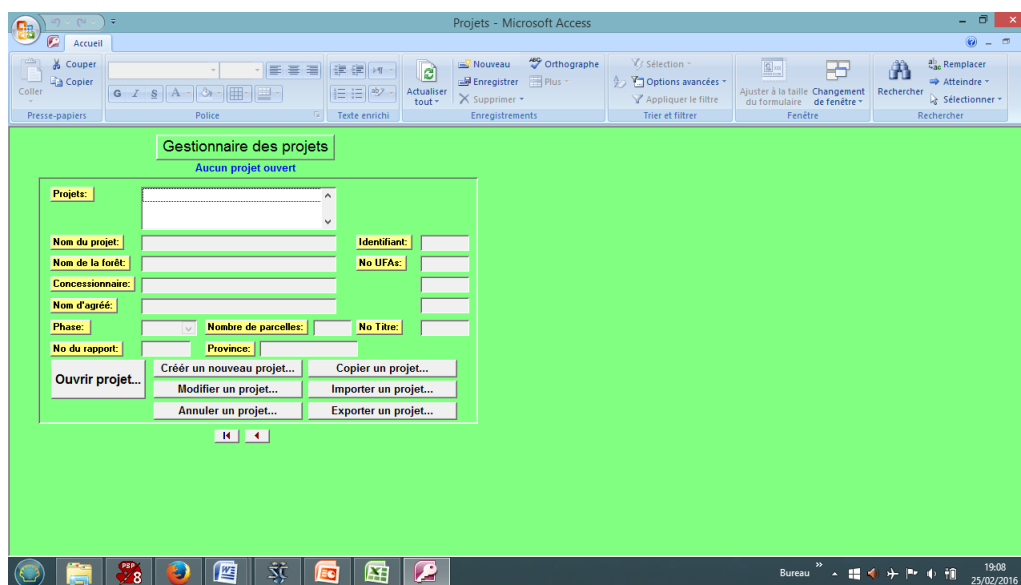 Projets - Microsoft Access
Accueil
Coller
Couper
Copier
Presse-papiers
G I S A
Police
Texte enrichi
Actualiser tout
Nouveau
Enregistrer
Supprimer
Orthographe
Plus
Enregistrements
Sélection
Options avancées
Appliquer le filtre
Trier et filtrer
Ajuster à la taille du formulaire
Changement de fenêtre
Fenêtre
Rechercher
Remplacer
Atteindre
Sélectionner
Rechercher
Gestionnaire des projets
Aucun projet ouvert
Projets:
Nom du projet:
Identifiant:
Nom de la forêt:
No UFAs:
Concessionnaire:
Nom d'agréé:
Phase:
Nombre de parcelles:
No Titre:
No du rapport:
Province:
Ouvrir projet...
Créér un nouveau projet...
Copier un projet...
Modifier un projet...
Importer un projet...
Annuler un projet...
Exporter un projet...
PSP 8
Bureau
19:08
25/02/2016